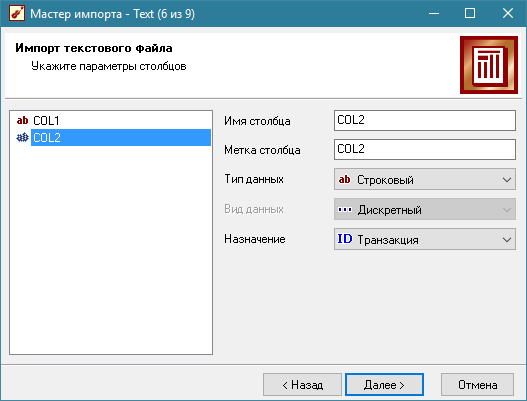 Мастер импорта - Text (6 из 9)
Импорт текстового файла
Укажите параметры столбцов
ab COL1
ab COL2
Имя столбца COL2
Метка столбца COL2
Тип данных ab Строковый
Вид данных Дискретный
Назначение ID Транзакция
< Назад Далее > Отмена